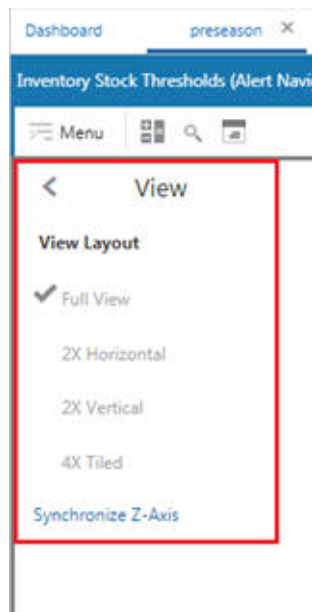 Dashboard preseason
Inventory Stock Thresholds (Alert Navi
Menu
View
View Layout
Full View
2X Horizontal
2X Vertical
4X Tiled
Synchronize Z-Axis